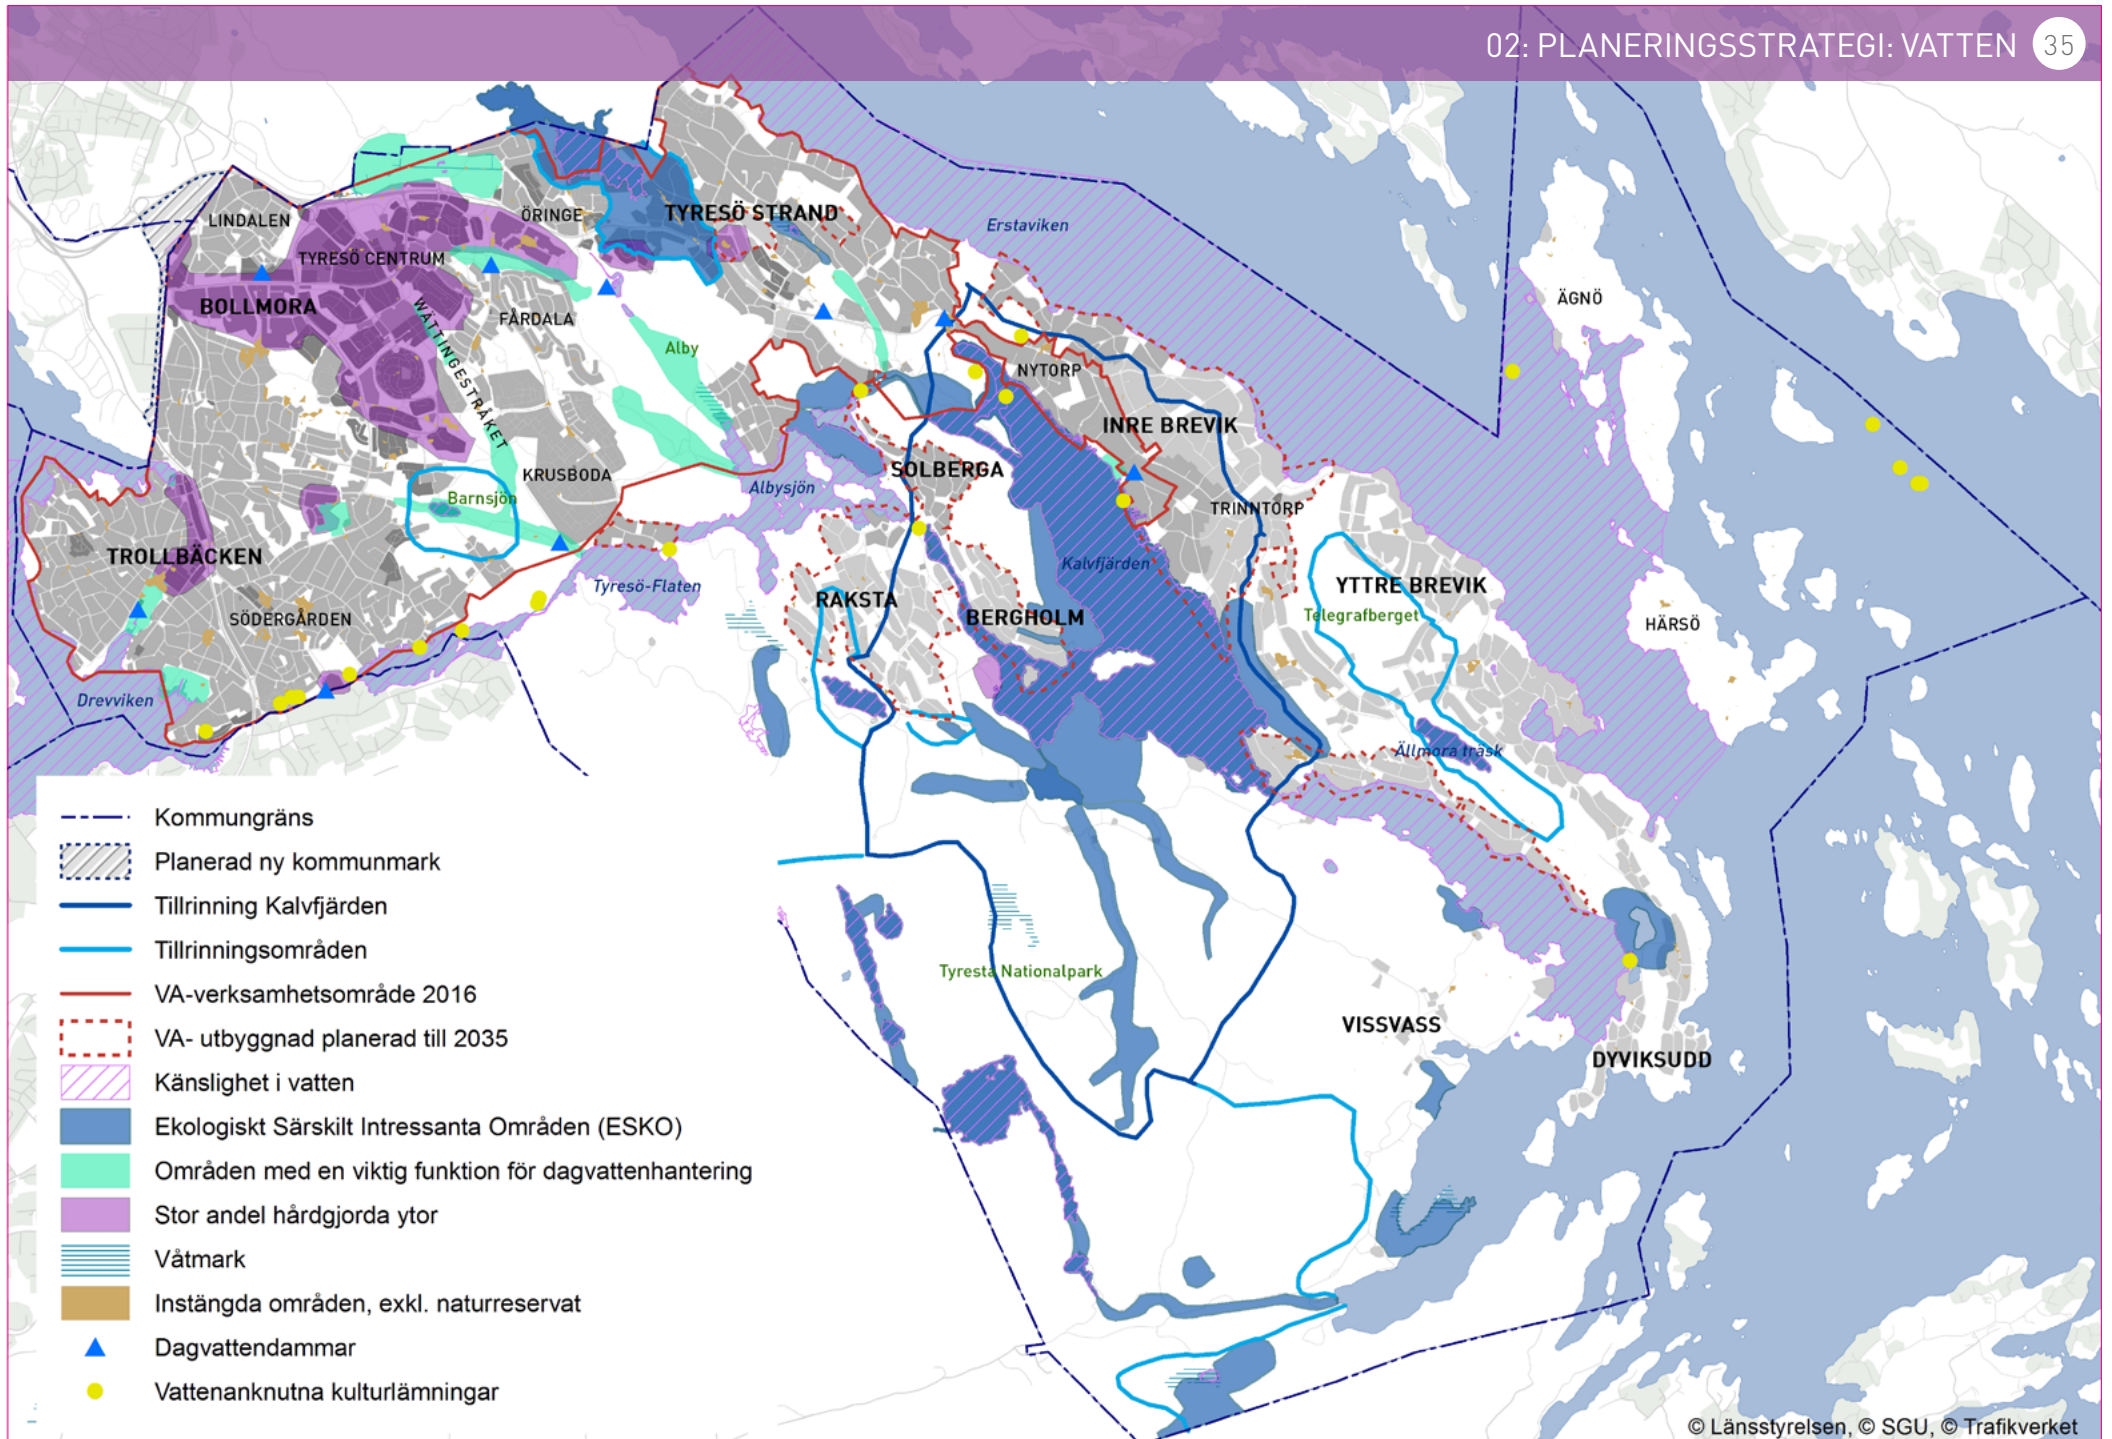 02: PLANERINGSSTRATEGI: VATTEN 35
LINDALEN
ÖRINGE
TYRESÖ STRAND
Erstaviken
TYRESÖ CENTRUM
BOLLMORA
FÅRDALA
WÄTTINGESTRÅKET
Alby
ÄGNÖ
NYTORP
INRE BREVIK
KRUSBODA
SOLBERGA
Albysjön
Barnsjön
TRINNTORP
TROLLBÄCKEN
Kalvfjärden
Tyresö-Flaten
RAKSTA
YTTRE BREVIK
Telegrafberget
BERGHOLM
SÖDERGÅRDEN
HÄRSÖ
Drevviken
Ällmora träsk
Tyresta Nationalpark
VISSVASS
DYVIKSUDD
Kommungräns
Planerad ny kommunmark
Tillrinning Kalvfjärden
Tillrinningsområden
VA-verksamhetsområde 2016
VA- utbyggnad planerad till 2035
Känslighet i vatten
Ekologiskt Särskilt Intressanta Områden (ESKO)
Områden med en viktig funktion för dagvattenhantering
Stor andel hårdgjorda ytor
Våtmark
Instängda områden, exkl. naturreservat
Dagvattendammar
Vattenanknutna kulturlämningar
© Länsstyrelsen, © SGU, © Trafikverket